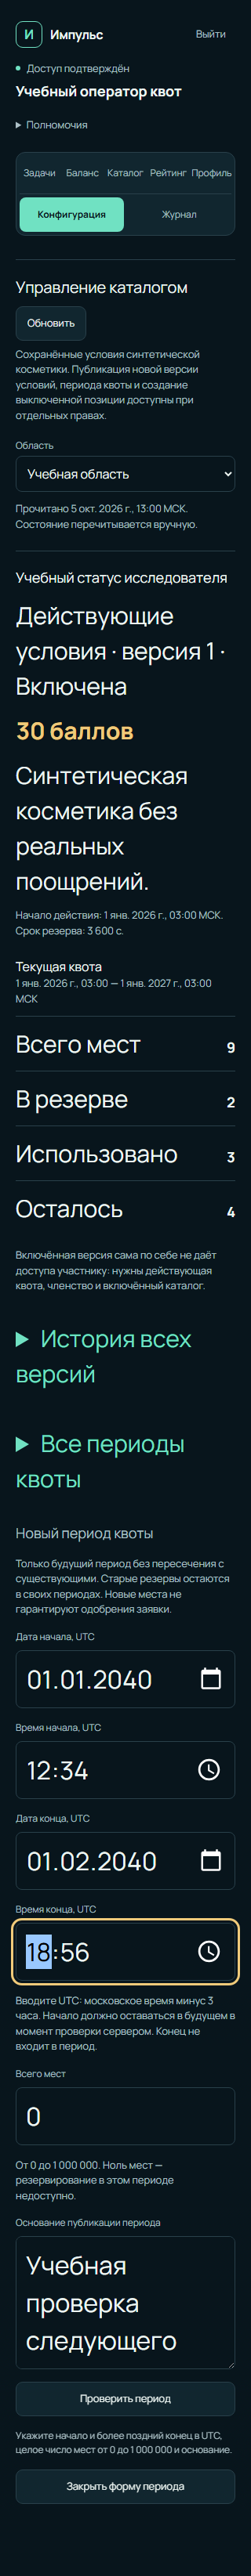 И Импульс Выйти
Доступ подтверждён
Учебный оператор квот
Полномочия
Задачи Баланс Каталог Рейтинг Профиль
Конфигурация Журнал
Управление каталогом
Обновить
Сохранённые условия синтетической
косметики. Публикация новой версии
условий, периода квоты и создание
выключенной позиции доступны при
отдельных правах.
Область
Учебная область
Прочитано 5 окт. 2026 г., 13:00 МСК.
Состояние перечитывается вручную.
Учебный статус исследователя
Действующие
условия · версия 1 ·
Включена
30 баллов
Синтетическая
косметика без
реальных
поощрений.
Начало действия: 1 янв. 2026 г., 03:00 МСК.
Срок резерва: 3 600 с.
Текущая квота
1 янв. 2026 г., 03:00 — 1 янв. 2027 г., 03:00
МСК
Всего мест 9
В резерве 2
Использовано 3
Осталось 4
Включённая версия сама по себе не даёт
доступа участнику: нужны действующая
квота, членство и включённый каталог.
История всех
версий
Все периоды
квоты
Новый период квоты
Только будущий период без пересечения с
существующими. Старые резервы остаются
в своих периодах. Новые места не
гарантируют одобрения заявки.
Дата начала, UTC
01.01.2040
Время начала, UTC
12:34
Дата конца, UTC
01.02.2040
Время конца, UTC
18:56
Вводите UTC: московское время минус 3
часа. Начало должно оставаться в будущем в
момент проверки сервером. Конец не
входит в период.
Всего мест
0
От 0 до 1 000 000. Ноль мест —
резервирование в этом периоде
недоступно.
Основание публикации периода
Учебная
проверка
следующего
Проверить период
Укажите начало и более поздний конец в UTC,
целое число мест от 0 до 1 000 000 и основание.
Закрыть форму периода